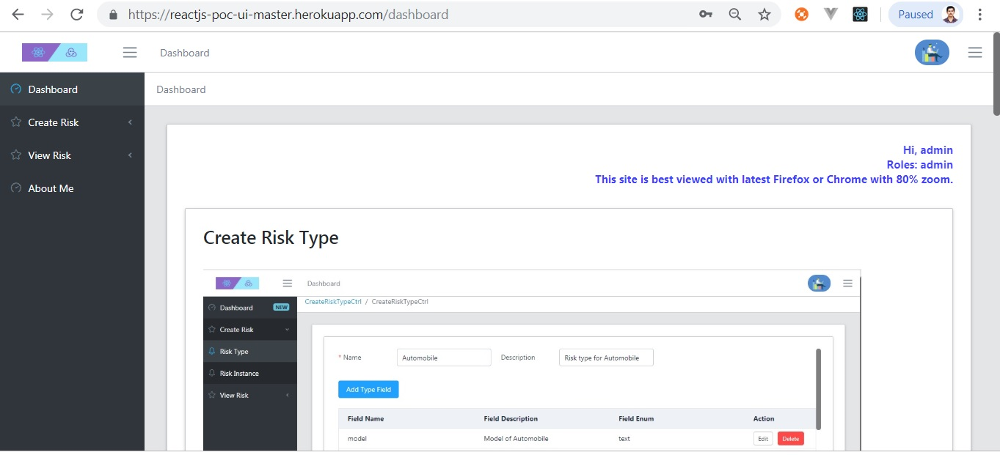 https://reactjs-poc-ui-master.herokuapp.com/dashboard
Paused
Dashboard
Dashboard
Create Risk
View Risk
About Me
Dashboard
Hi, admin
Roles: admin
This site is best viewed with latest Firefox or Chrome with 80% zoom.
Create Risk Type
Dashboard
Dashboard NEW
Create Risk
Risk Type
Risk Instance
View Risk
CreateRiskTypeCtrl / CreateRiskTypeCtrl
* Name Automobile Description Risk type for Automobile
Add Type Field
Field Name Field Description Field Enum Action
model Model of Automobile text Edit Delete